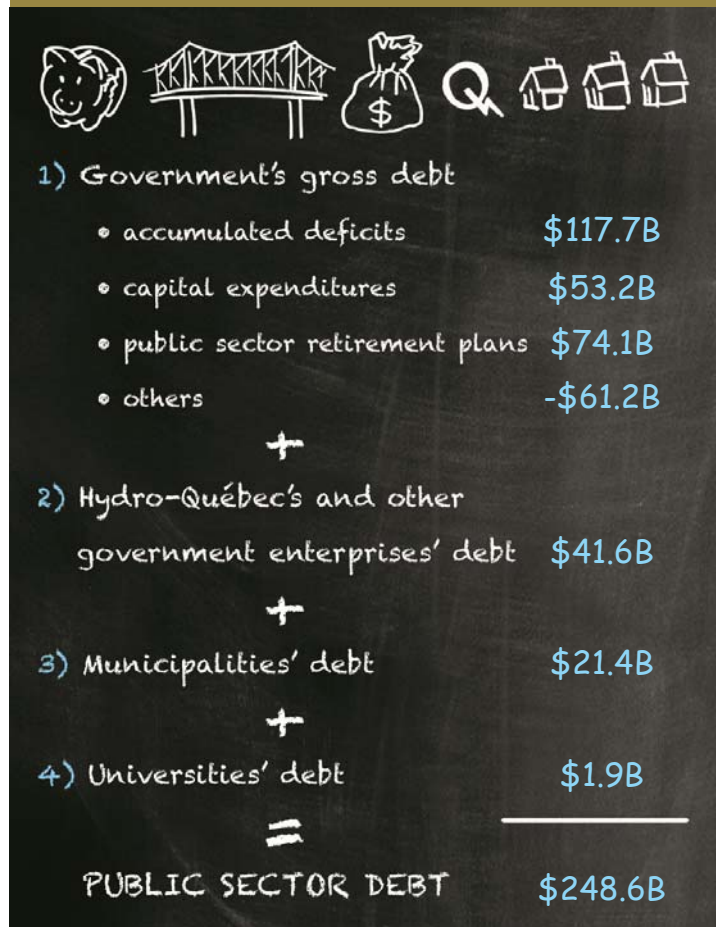 $
Q
1) Government's gross debt
• accumulated deficits $117.7B
• capital expenditures $53.2B
• public sector retirement plans $74.1B
• others -$61.2B
+
2) Hydro-Québec's and other
government enterprises' debt $41.6B
+
3) Municipalities' debt $21.4B
+
4) Universities' debt $1.9B
=
PUBLIC SECTOR DEBT $248.6B